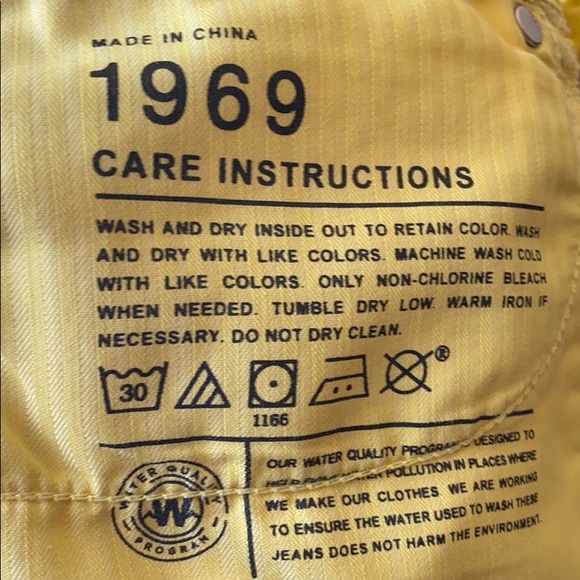 MADE IN CHINA
1969
CARE INSTRUCTIONS
WASH AND DRY INSIDE OUT TO RETAIN COLOR. WASH
AND DRY WITH LIKE COLORS. MACHINE WASH COLD
WITH LIKE COLORS. ONLY NON-CHLORINE BLEACH
WHEN NEEDED. TUMBLE DRY LOW. WARM IRON IF
NECESSARY. DO NOT DRY CLEAN.
30
®
1166
WATER QUALITY
W
PROGRAM
OUR WATER QUALITY PROGRAM IS DESIGNED TO
HELP WATER POLLUTION IN PLACES WHERE
WE MAKE OUR CLOTHES. WE ARE WORKING
TO ENSURE THE WATER USED TO WASH THESE
JEANS DOES NOT HARM THE ENVIRONMENT.